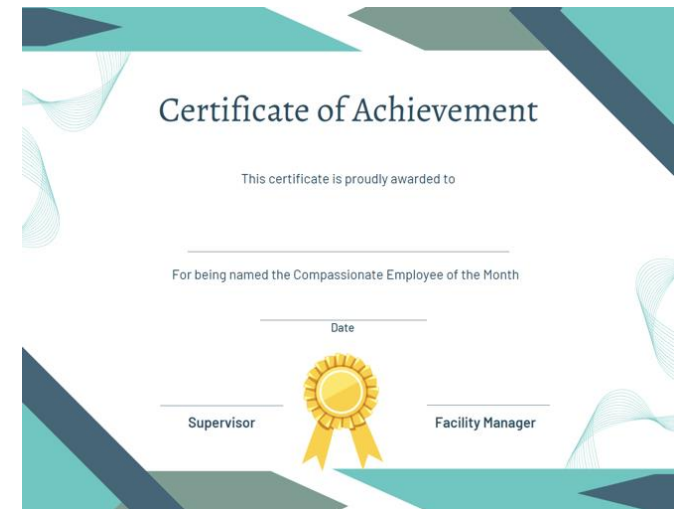 Certificate of Achievement
This certificate is proudly awarded to
For being named the Compassionate Employee of the Month
Date
Supervisor
Facility Manager